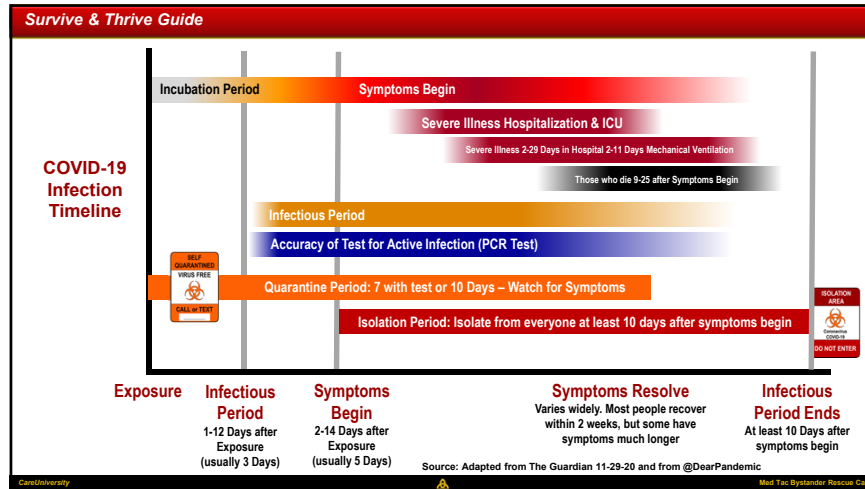 Survive & Thrive Guide
Incubation Period
Symptoms Begin
Severe Illness Hospitalization & ICU
Severe Illness 2-29 Days in Hospital 2-11 Days Mechanical Ventilation
Those who die 9-25 after Symptoms Begin
COVID-19
Infection
Timeline
Infectious Period
Accuracy of Test for Active Infection (PCR Test)
SELF
QUARANTINED
VIRUS FREE
CALL or TEXT
Quarantine Period: 7 with test or 10 Days – Watch for Symptoms
Isolation Period: Isolate from everyone at least 10 days after symptoms begin
ISOLATION
AREA
Coronavirus
COVID-19
DO NOT ENTER
Exposure
Infectious
Period
1-12 Days after
Exposure
(usually 3 Days)
Symptoms
Begin
2-14 Days after
Exposure
(usually 5 Days)
Symptoms Resolve
Varies widely. Most people recover
within 2 weeks, but some have
symptoms much longer
Infectious
Period Ends
At least 10 Days after
symptoms begin
Source: Adapted from The Guardian 11-29-20 and from @DearPandemic
CareUniversity
Med Tac Bystander Rescue Ca